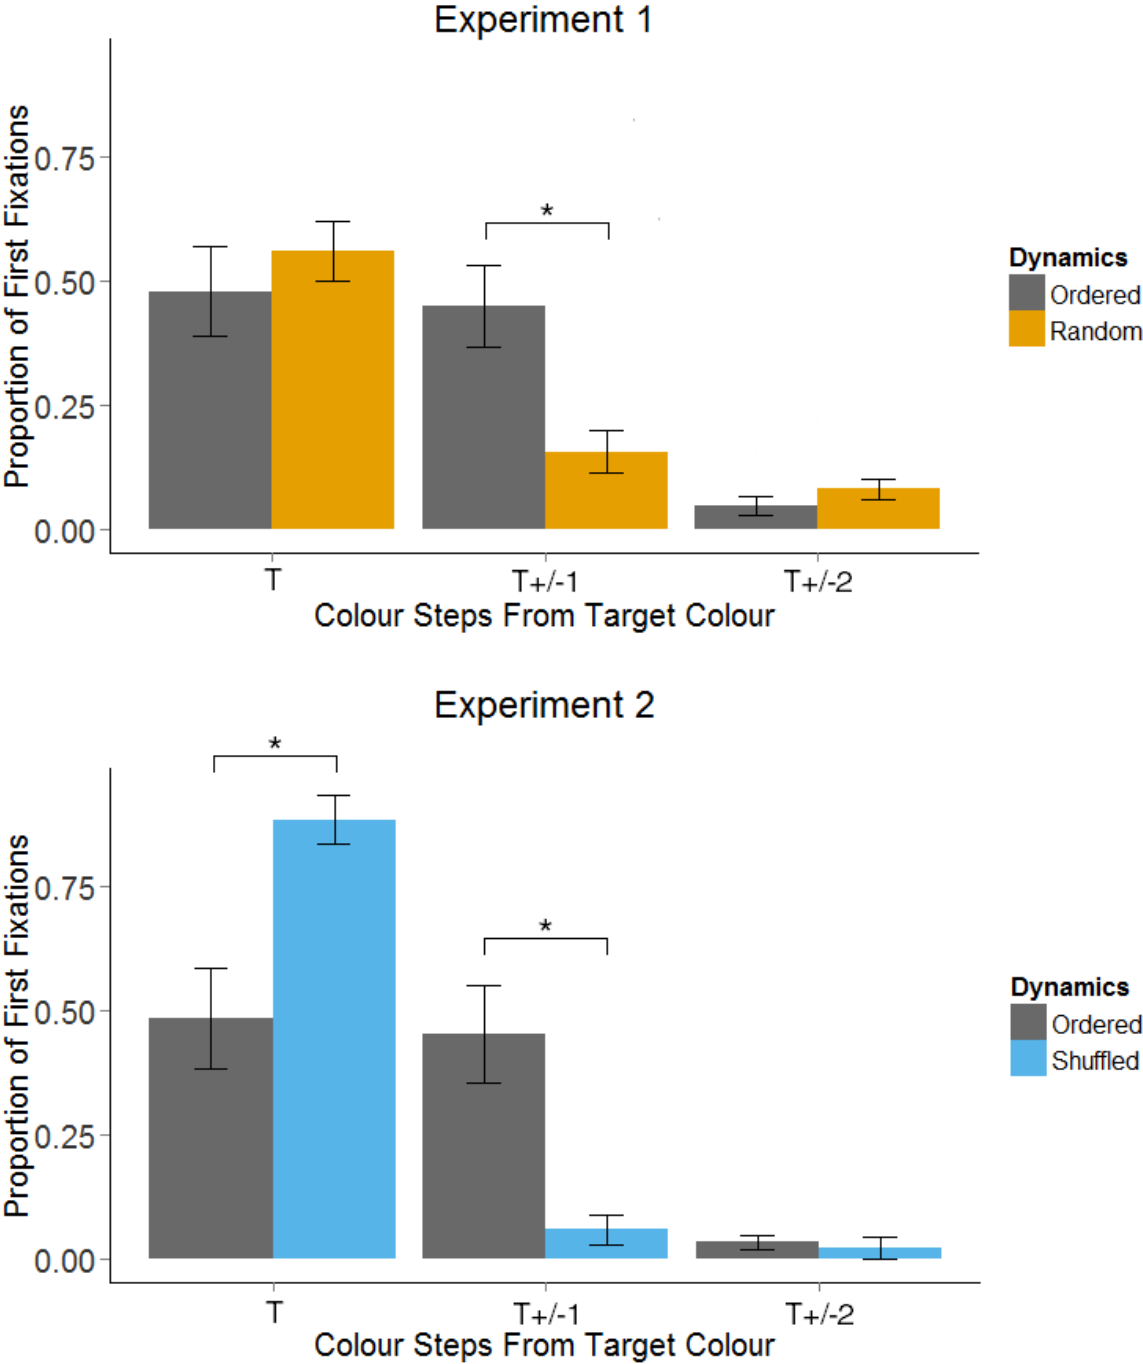 Experiment 1
Proportion of First Fixations
0.75
0.50
0.25
0.00
*
T
T+/-1
T+/-2
Colour Steps From Target Colour
Dynamics
Ordered
Random
Experiment 2
Proportion of First Fixations
0.75
0.50
0.25
0.00
*
*
T
T+/-1
T+/-2
Colour Steps From Target Colour
Dynamics
Ordered
Shuffled